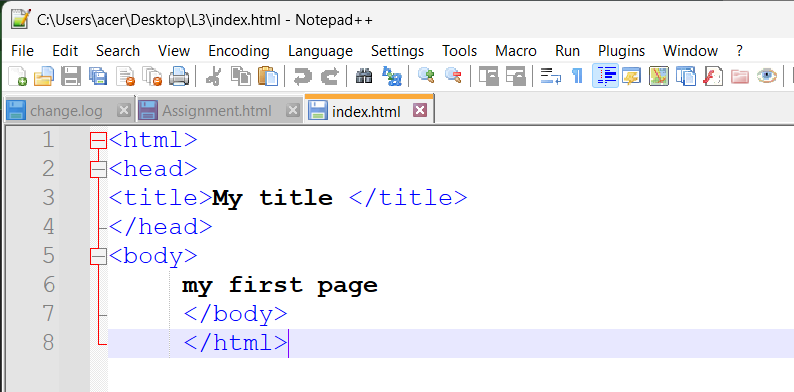 C:\Users\acer\Desktop\L3\index.html - Notepad++
File Edit Search View Encoding Language Settings Tools Macro Run Plugins Window ?
change.log Assignment.html index.html
1 <html>
2 <head>
3 <title>My title </title>
4 </head>
5 <body>
6 my first page
7 </body>
8 </html>